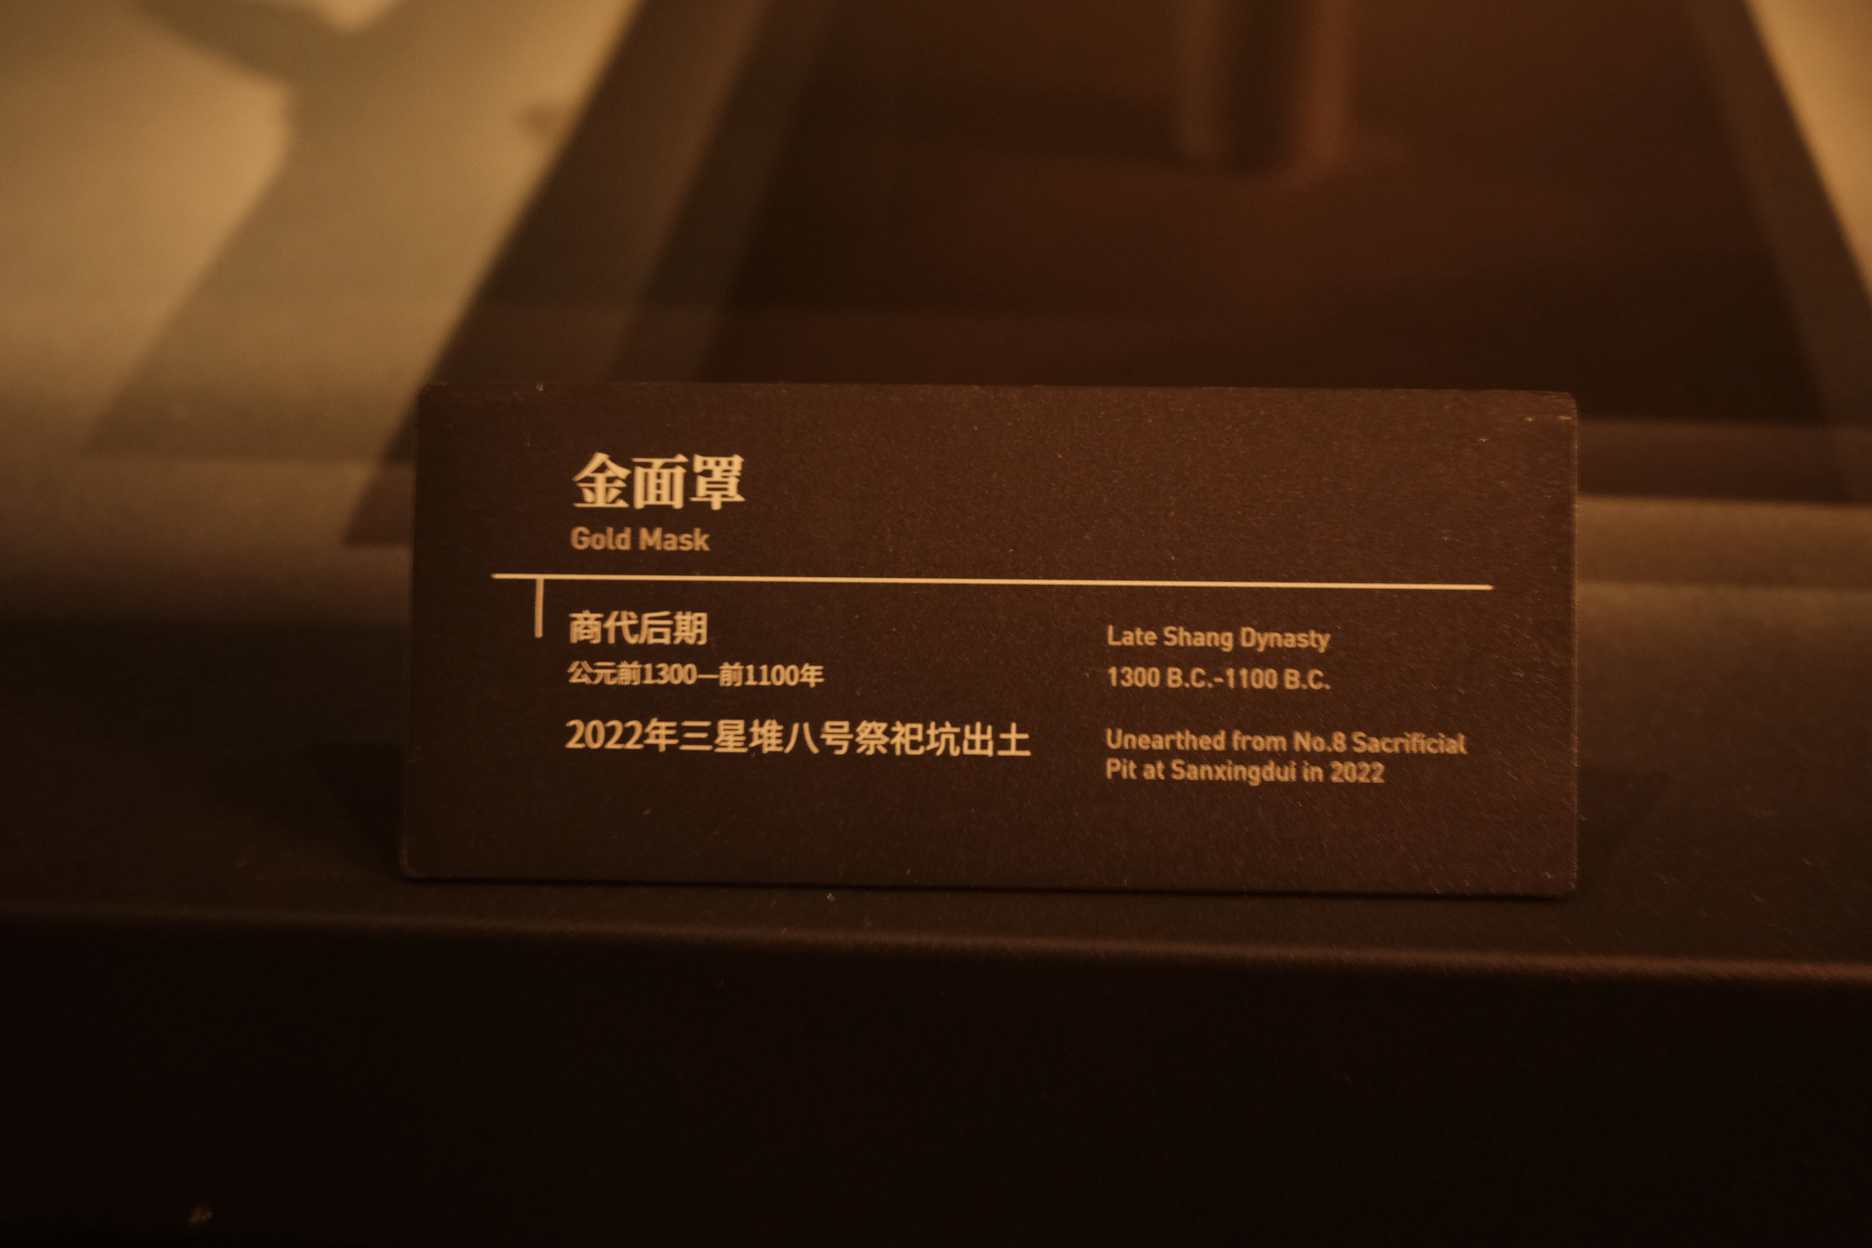 金面罩
Gold Mask
商代后期
公元前1300—前1100年
2022年三星堆八号祭祀坑出土
Late Shang Dynasty
1300 B.C.-1100 B.C.
Unearthed from No.8 Sacrificial
Pit at Sanxingdui in 2022